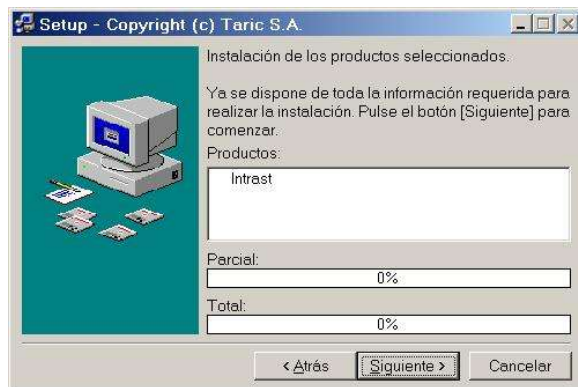 Setup - Copyright (c) Taric S.A.
Instalación de los productos seleccionados.
Ya se dispone de toda la información requerida para
realizar la instalación. Pulse el botón [Siguiente] para
comenzar.
Productos:
Intrast
Parcial:
0%
Total:
0%
< Atrás
Siguiente >
Cancelar